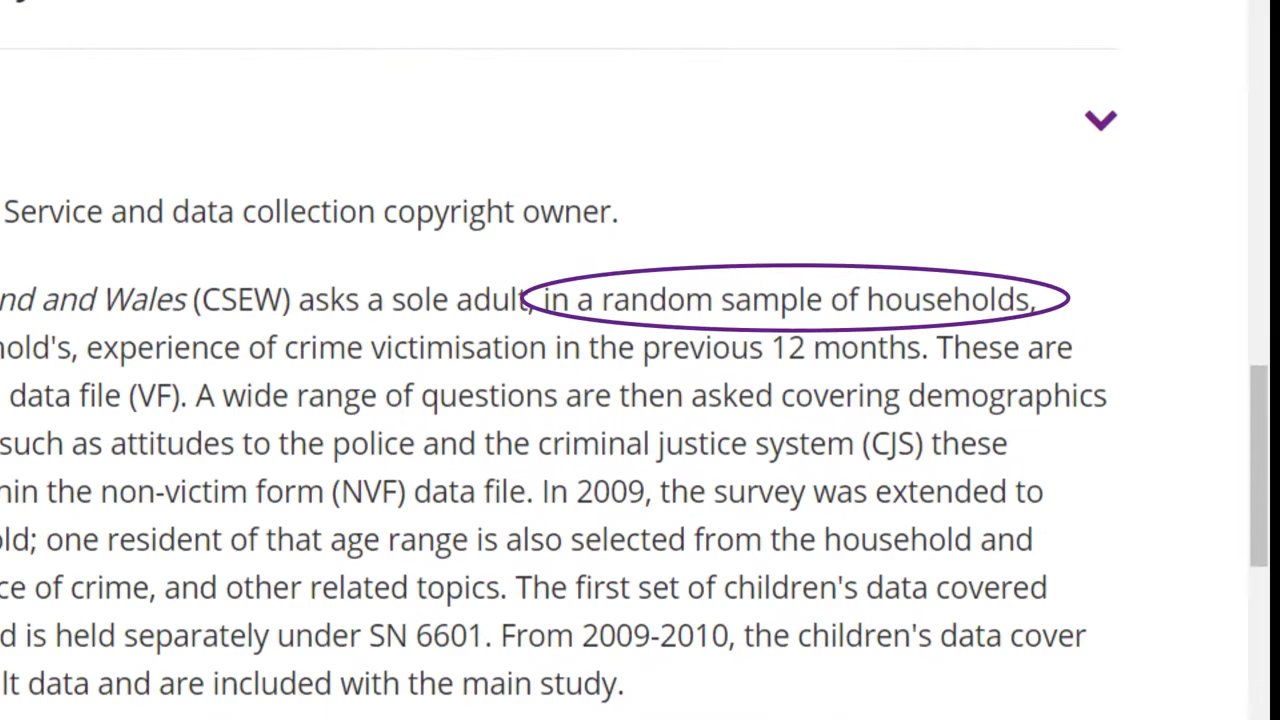 Service and data collection copyright owner.
and Wales (CSEW) asks a sole adult, in a random sample of households,
experience of crime victimisation in the previous 12 months. These are
data file (VF). A wide range of questions are then asked covering demographics
such as attitudes to the police and the criminal justice system (CJS) these
the non-victim form (NVF) data file. In 2009, the survey was extended to
one resident of that age range is also selected from the household and
of crime, and other related topics. The first set of children's data covered
is held separately under SN 6601. From 2009-2010, the children's data cover
data and are included with the main study.